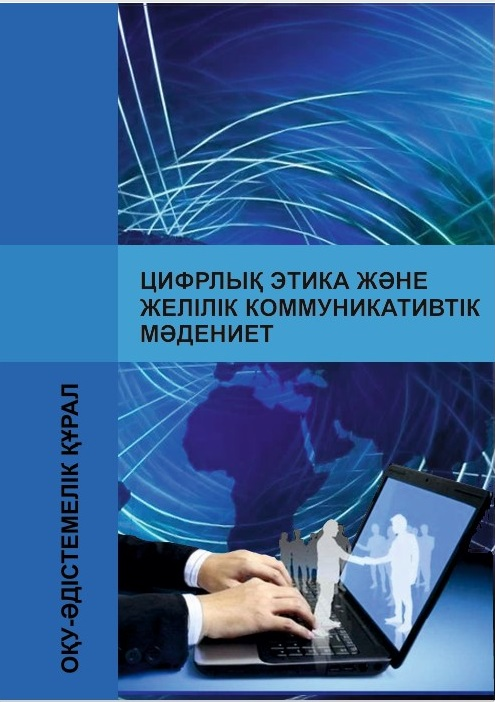 ЦИФРЛЫҚ ЭТИКА ЖӘНЕ
ЖЕЛІЛІК КОММУНИКАТИВТІК
МӘДЕНИЕТ
ОҚУ-ӘДІСТЕМЕЛІК ҚҰРАЛ